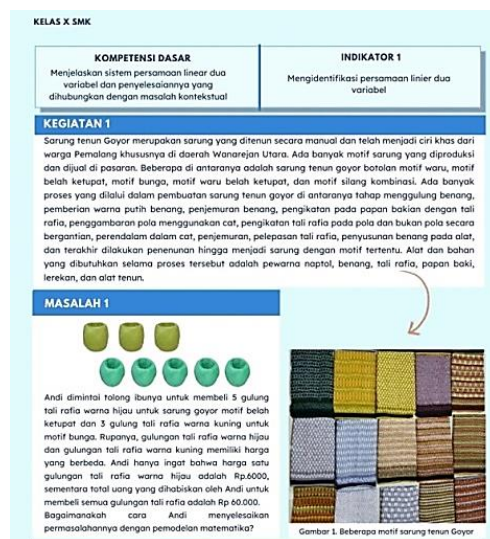 KELAS X SMK
KOMPETENSI DASAR
Menjelaskan sistem persamaan linear dua
variabel dan penyelesaiannya yang
dihubungkan dengan masalah kontekstual
INDIKATOR 1
Mengidentifikasi persamaan linier dua
variabel
KEGIATAN 1
Sarung tenun Goyor merupakan sarung yang ditenun secara manual dan telah menjadi ciri khas dari
warga Pemalang khususnya di daerah Wanarejan Utara. Ada banyak motif sarung yang diproduksi
dan dijual di pasaran. Beberapa di antaranya adalah sarung tenun goyor botolan motif waru, motif
belah ketupat, motif bunga, motif waru belah ketupat, dan motif silang kombinasi. Ada banyak
proses yang dilalui dalam pembuatan sarung tenun goyor di antaranya tahap menggulung benang,
pemberian warna putih benang, penjemuran benang, pengikatan pada papan bakian dengan tali
rafia, penggambaran pola menggunakan cat, pengikatan tali rafia pada pola dan bukan pola secara
bergantian, perendalam dalam cat, penjemuran, pelepasan tali rafia, penyusunan benang pada alat,
dan terakhir dilakukan penenunan hingga menjadi sarung dengan motif tertentu. Alat dan bahan
yang dibutuhkan selama proses tersebut adalah pewarna naptol, benang, tali rafia, papan baki,
lerekan, dan alat tenun.
MASALAH 1
Andi dimintai tolong ibunya untuk membeli 5 gulung
tali rafia warna hijau untuk sarung goyor motif belah
ketupat dan 3 gulung tali rafia warna kuning untuk
motif bunga. Rupanya, gulungan tali rafia warna hijau
dan gulungan tali rafia warna kuning memiliki harga
yang berbeda. Andi hanya ingat bahwa harga satu
gulungan tali rafia warna hijau adalah Rp.6000,
sementara total uang yang dihabiskan oleh Andi untuk
membeli semua gulungan tali rafia adalah Rp 60.000.
Bagaimanakah cara Andi menyelesaikan
permasalahannya dengan pemodelan matematika?
Gambar 1. Beberapa motif sarung tenun Goyor